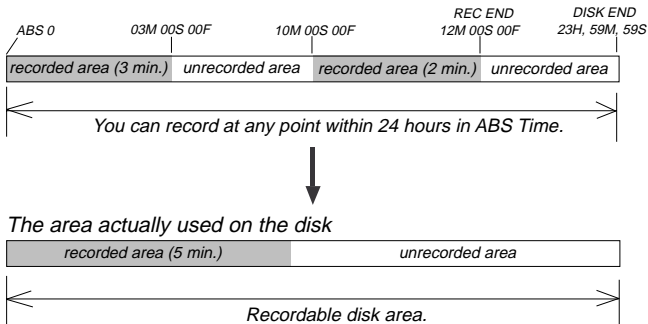 REC END DISK END
ABS 0 03M 00S 00F 10M 00S 00F 12M 00S 00F 23H, 59M, 59S
recorded area (3 min.) unrecorded area recorded area (2 min.) unrecorded area
You can record at any point within 24 hours in ABS Time.
The area actually used on the disk
recorded area (5 min.) unrecorded area
Recordable disk area.